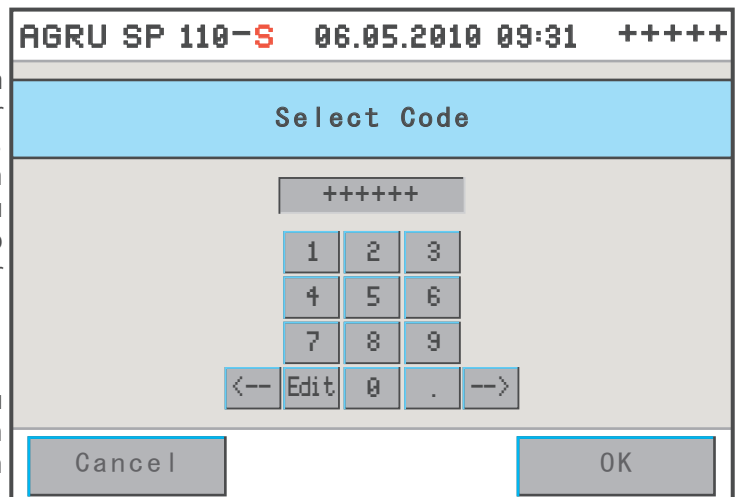 AGRU SP 110-S 06.05.2010 09:31 +++++
Select Code
++++++
1 2 3
4 5 6
7 8 9
<-- Edit 0 . -->
Cancel OK